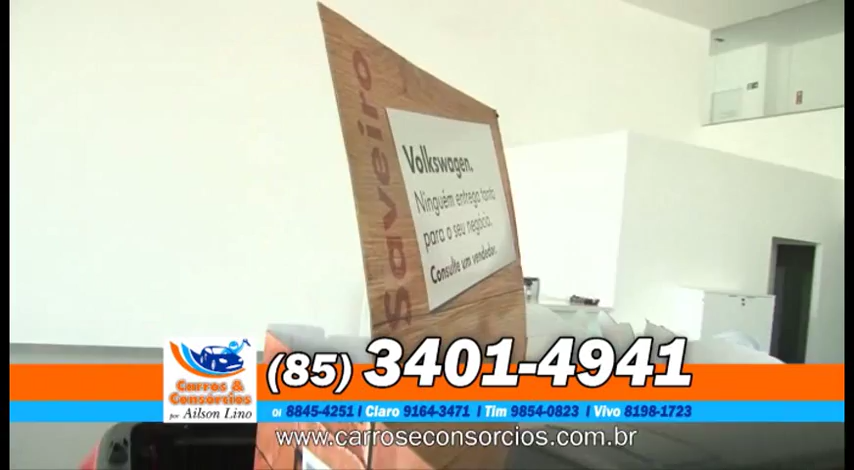 Saveiro
Volkswagen.
Ninguém entrega tanto
para o seu negócio.
Consulte um vendedor.
(85) 3401-4941
Carros &
Consórcios
por Ailson Lino
OI 8845-4251 | Claro 9164-3471 | Tim 9854-0823 | Vivo 8198-1723
www.carroseconsorcios.com.br